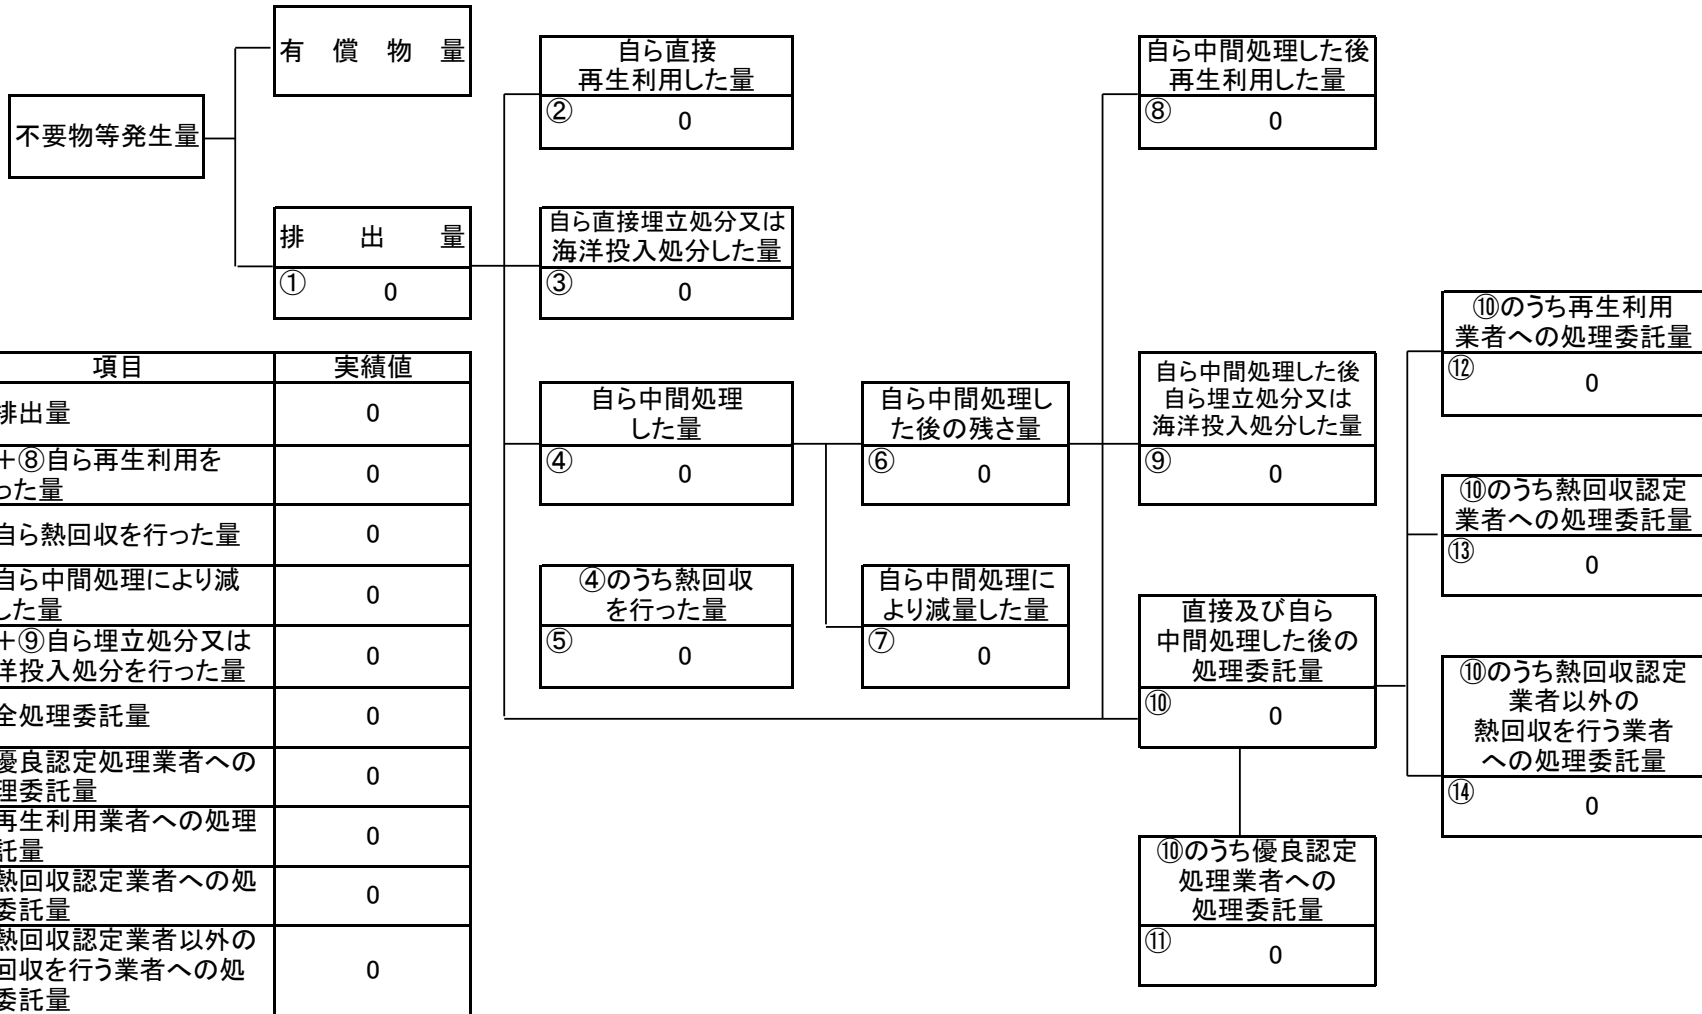 有償物量
不要物等発生量
排出量
①
0
自ら直接
再生利用した量
②
0
自ら直接埋立処分又は
海洋投入処分した量
③
0
自ら中間処理
した量
④
0
④のうち熱回収
を行った量
⑤
0
自ら中間処理し
た後の残さ量
⑥
0
自ら中間処理に
より減量した量
⑦
0
自ら中間処理した後
再生利用した量
⑧
0
自ら中間処理した後
自ら埋立処分又は
海洋投入処分した量
⑨
0
直接及び自ら
中間処理した後の
処理委託量
⑩
0
⑩のうち優良認定
処理業者への
処理委託量
⑪
0
⑩のうち再生利用
業者への処理委託量
⑫
0
⑩のうち熱回収認定
業者への処理委託量
⑬
0
⑩のうち熱回収認定
業者以外の
熱回収を行う業者
への処理委託量
⑭
0
項目 実績値
排出量 0
+⑧自ら再生利用を
った量
0
自ら熱回収を行った量 0
自ら中間処理により減
した量
0
+⑨自ら埋立処分又は
洋投入処分を行った量
0
全処理委託量 0
優良認定処理業者への
理委託量
0
再生利用業者への処理
託量
0
熱回収認定業者への処
委託量
0
熱回収認定業者以外の
回収を行う業者への処
委託量
0